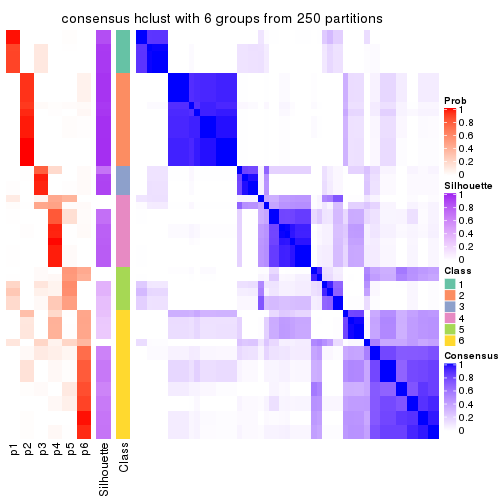 consensus hclust with 6 groups from 250 partitions
Prob
1
0.8
0.6
0.4
0.2
0
Silhouette
1
0.8
0.6
0.4
0.2
0
Class
1
2
3
4
5
6
Consensus
1
0.8
0.6
0.4
0.2
0
p1
p2
p3
p4
p5
p6
Silhouette
Class